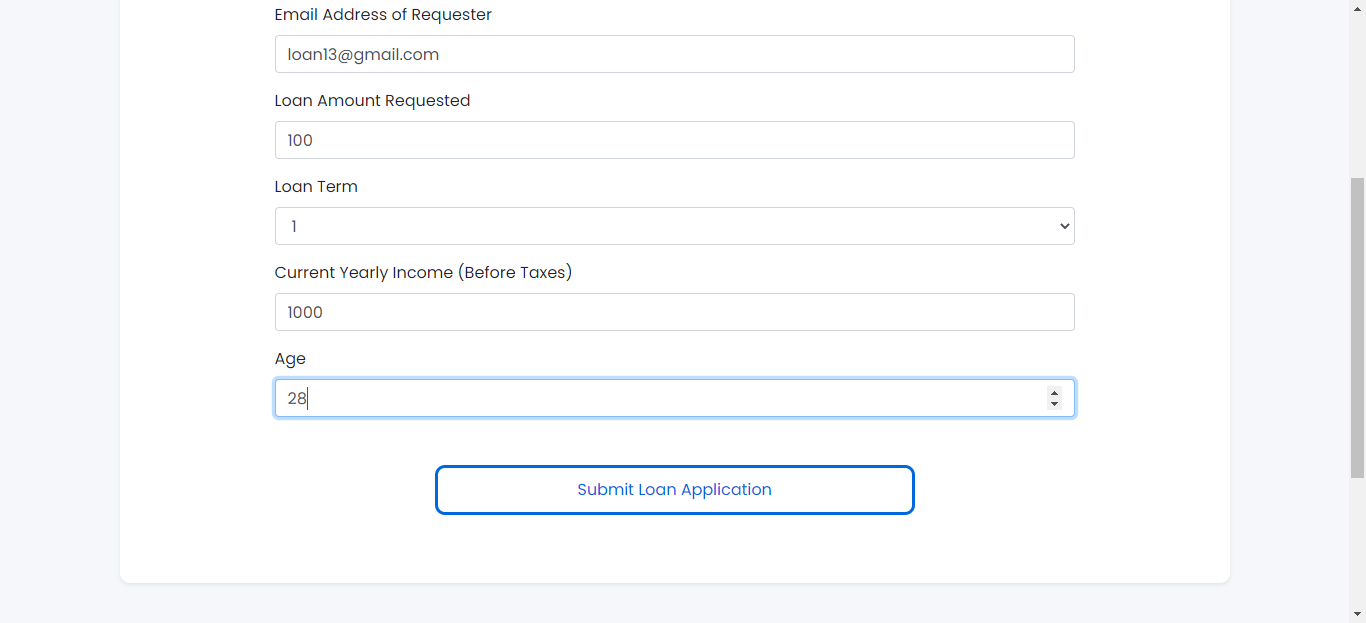 Email Address of Requester
loan13@gmail.com
Loan Amount Requested
100
Loan Term
1
Current Yearly Income (Before Taxes)
1000
Age
28
Submit Loan Application